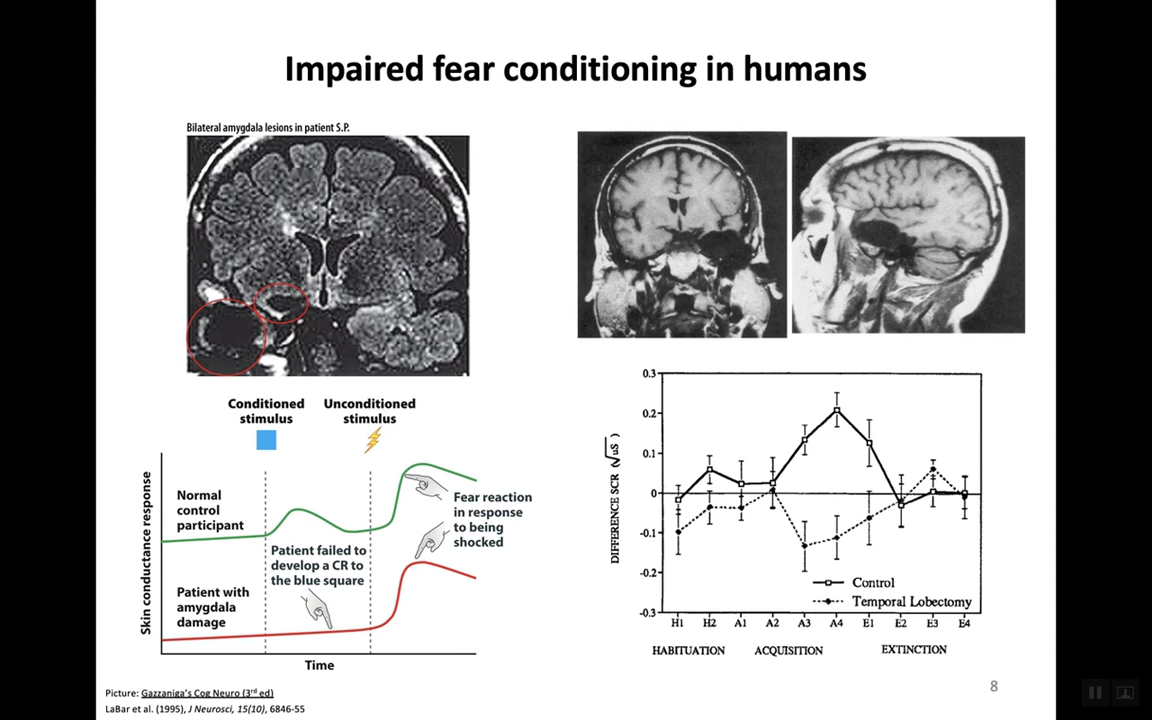 Impaired fear conditioning in humans
Bilateral amygdala lesions in patient S.P.
Conditioned
stimulus
Unconditioned
stimulus
Skin conductance response
Normal
control
participant
Patient failed to
develop a CR to
the blue square
Fear reaction
in response
to being
shocked
Patient with
amygdala
damage
Time
DIFFERENCE SCR (√uS )
0.3
0.2
0.1
0
-0.1
-0.2
-0.3
Control
Temporal Lobectomy
H1 H2 A1 A2 A3 A4 E1 E2 E3 E4
HABITUATION ACQUISITION EXTINCTION
Picture: Gazzaniga's Cog Neuro (3rd ed)
LaBar et al. (1995), J Neurosci, 15(10), 6846-55
8